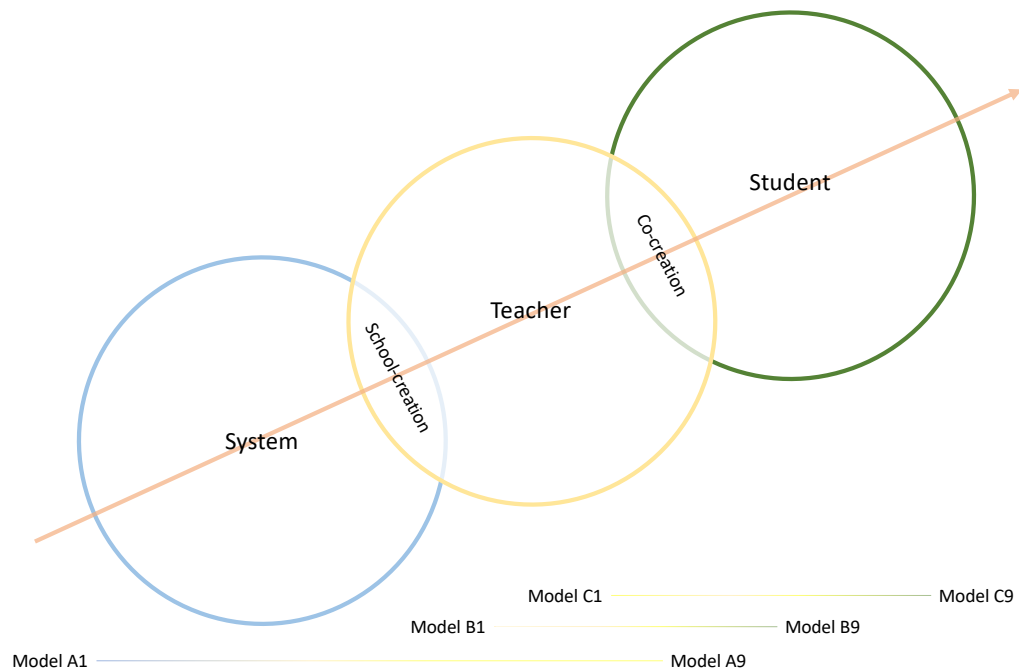 Student
Co-creation
Teacher
School-creation
System
Model C1 Model C9
Model B1 Model B9
Model A1 Model A9